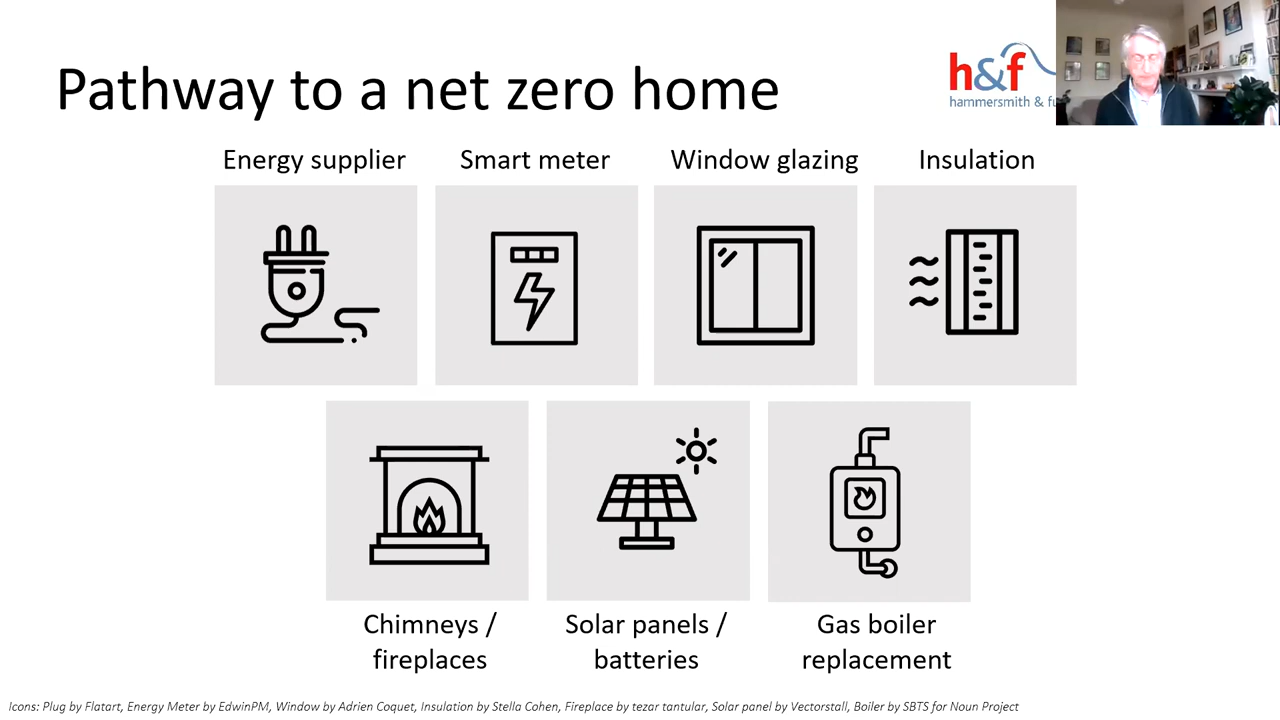 Pathway to a net zero home
h&f
hammersmith &
Energy supplier
Smart meter
Window glazing
Insulation
Chimneys /
fireplaces
Solar panels /
batteries
Gas boiler
replacement
Icons: Plug by Flatart, Energy Meter by EdwinPM, Window by Adrien Coquet, Insulation by Stella Cohen, Fireplace by tezar tantular, Solar panel by Vectorstall, Boiler by SBTS for Noun Project